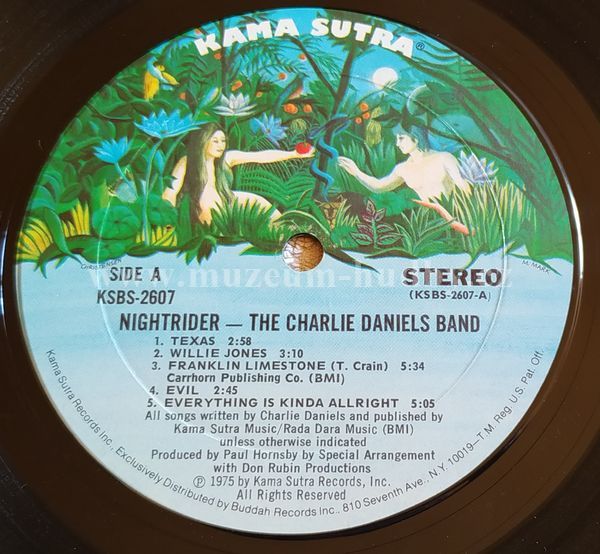 KAMA SUTRA®
CHRISTENSEN
M. MARK
SIDE A
KSBS-2607
STEREO
(KSBS-2607-A)
NIGHTRIDER — THE CHARLIE DANIELS BAND
1. TEXAS 2:58
2. WILLIE JONES 3:10
3. FRANKLIN LIMESTONE (T. Crain) 5:34
Carrhorn Publishing Co. (BMI)
4. EVIL 2:45
5. EVERYTHING IS KINDA ALLRIGHT 5:05
All songs written by Charlie Daniels and published by
Kama Sutra Music/Rada Dara Music (BMI)
unless otherwise indicated
Produced by Paul Hornsby by Special Arrangement
with Don Rubin Productions
Ⓟ 1975 by Kama Sutra Records, Inc.
All Rights Reserved
Kama Sutra Records Inc., Exclusively Distributed by Buddah Records Inc., 810 Seventh Ave., N.Y. 10019—T.M. Reg. U.S. Pat. Off.